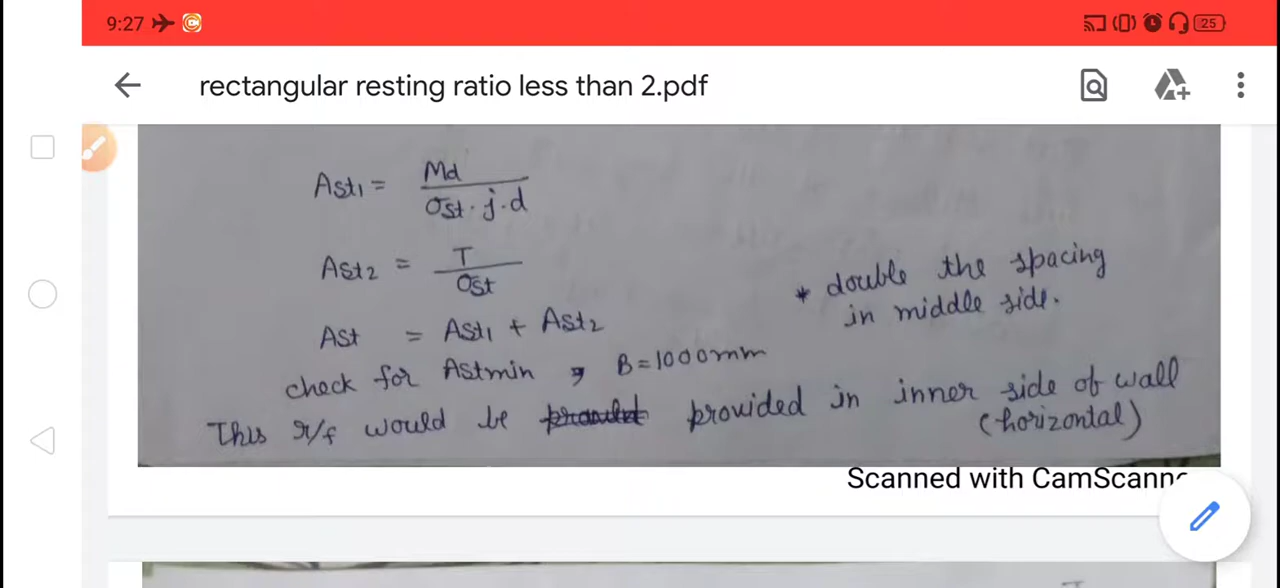 9:27
25
rectangular resting ratio less than 2.pdf
Ast1 = Md / σst . j . d
Ast2 = T / σst
* double the spacing
in middle side.
Ast = Ast1 + Ast2
check for Astmin , B = 1000mm
This r/f would be provided in inner side of wall
(horizontal)
Scanned with CamScanne